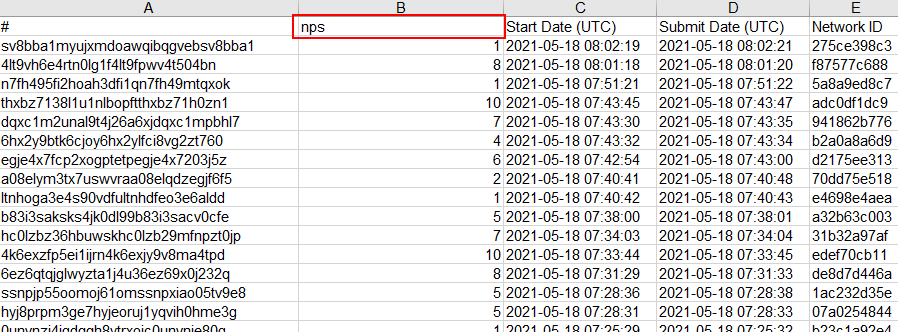 A B C D E
# nps Start Date (UTC) Submit Date (UTC) Network ID
sv8bba1myujxmdoawqibqgvebsv8bba1 1 2021-05-18 08:02:19 2021-05-18 08:02:21 275ce398c3
4lt9vh6e4rtn0lg1f4lt9fpwv4t504bn 8 2021-05-18 08:01:18 2021-05-18 08:01:20 f87577c688
n7fh495fi2hoah3dfi1qn7fh49mtqxok 1 2021-05-18 07:51:21 2021-05-18 07:51:22 5a8a9ed8c7
thxbz7138l1u1nlbopftthxbz71h0zn1 10 2021-05-18 07:43:45 2021-05-18 07:43:47 adc0df1dc9
dqxc1m2unal9t4j26a6xjdqxc1mpbhl7 7 2021-05-18 07:43:30 2021-05-18 07:43:35 941862b776
6hx2y9btk6cjoy6hx2ylfci8vg2zt760 4 2021-05-18 07:43:32 2021-05-18 07:43:34 b2a0a8a6d9
egje4x7fcp2xogptetpegje4x7203j5z 6 2021-05-18 07:42:54 2021-05-18 07:43:00 d2175ee313
a08elym3tx7uswvraa08elqdzegjf6f5 2 2021-05-18 07:40:41 2021-05-18 07:40:48 70dd75e518
ltnhoga3e4s90vdfultnhdfeo3e6aldd 1 2021-05-18 07:40:42 2021-05-18 07:40:43 e4698e4aea
b83i3saksks4jk0dl99b83i3sacv0cfe 5 2021-05-18 07:38:00 2021-05-18 07:38:01 a32b63c003
hc0lzbz36hbuwskhc0lzb29mfnpzt0jp 7 2021-05-18 07:34:03 2021-05-18 07:34:04 31b32a97af
4k6exzfp5ei1ijrn4k6exjy9v8ma4tpd 10 2021-05-18 07:33:44 2021-05-18 07:33:45 edef70cb11
6ez6qtqjglwyzta1j4u36ez69x0j232q 8 2021-05-18 07:31:29 2021-05-18 07:31:33 de8d7d446a
ssnpjp55oomoj61omssnpxiao05tv9e8 5 2021-05-18 07:28:36 2021-05-18 07:28:38 1ac232d35e
hyj8prpm3ge7hyjeoruj1yqvih0hme3g 5 2021-05-18 07:28:31 2021-05-18 07:28:33 07a0254844
1 2021-05-18 07:25:29 2021-05-18 07:25:30